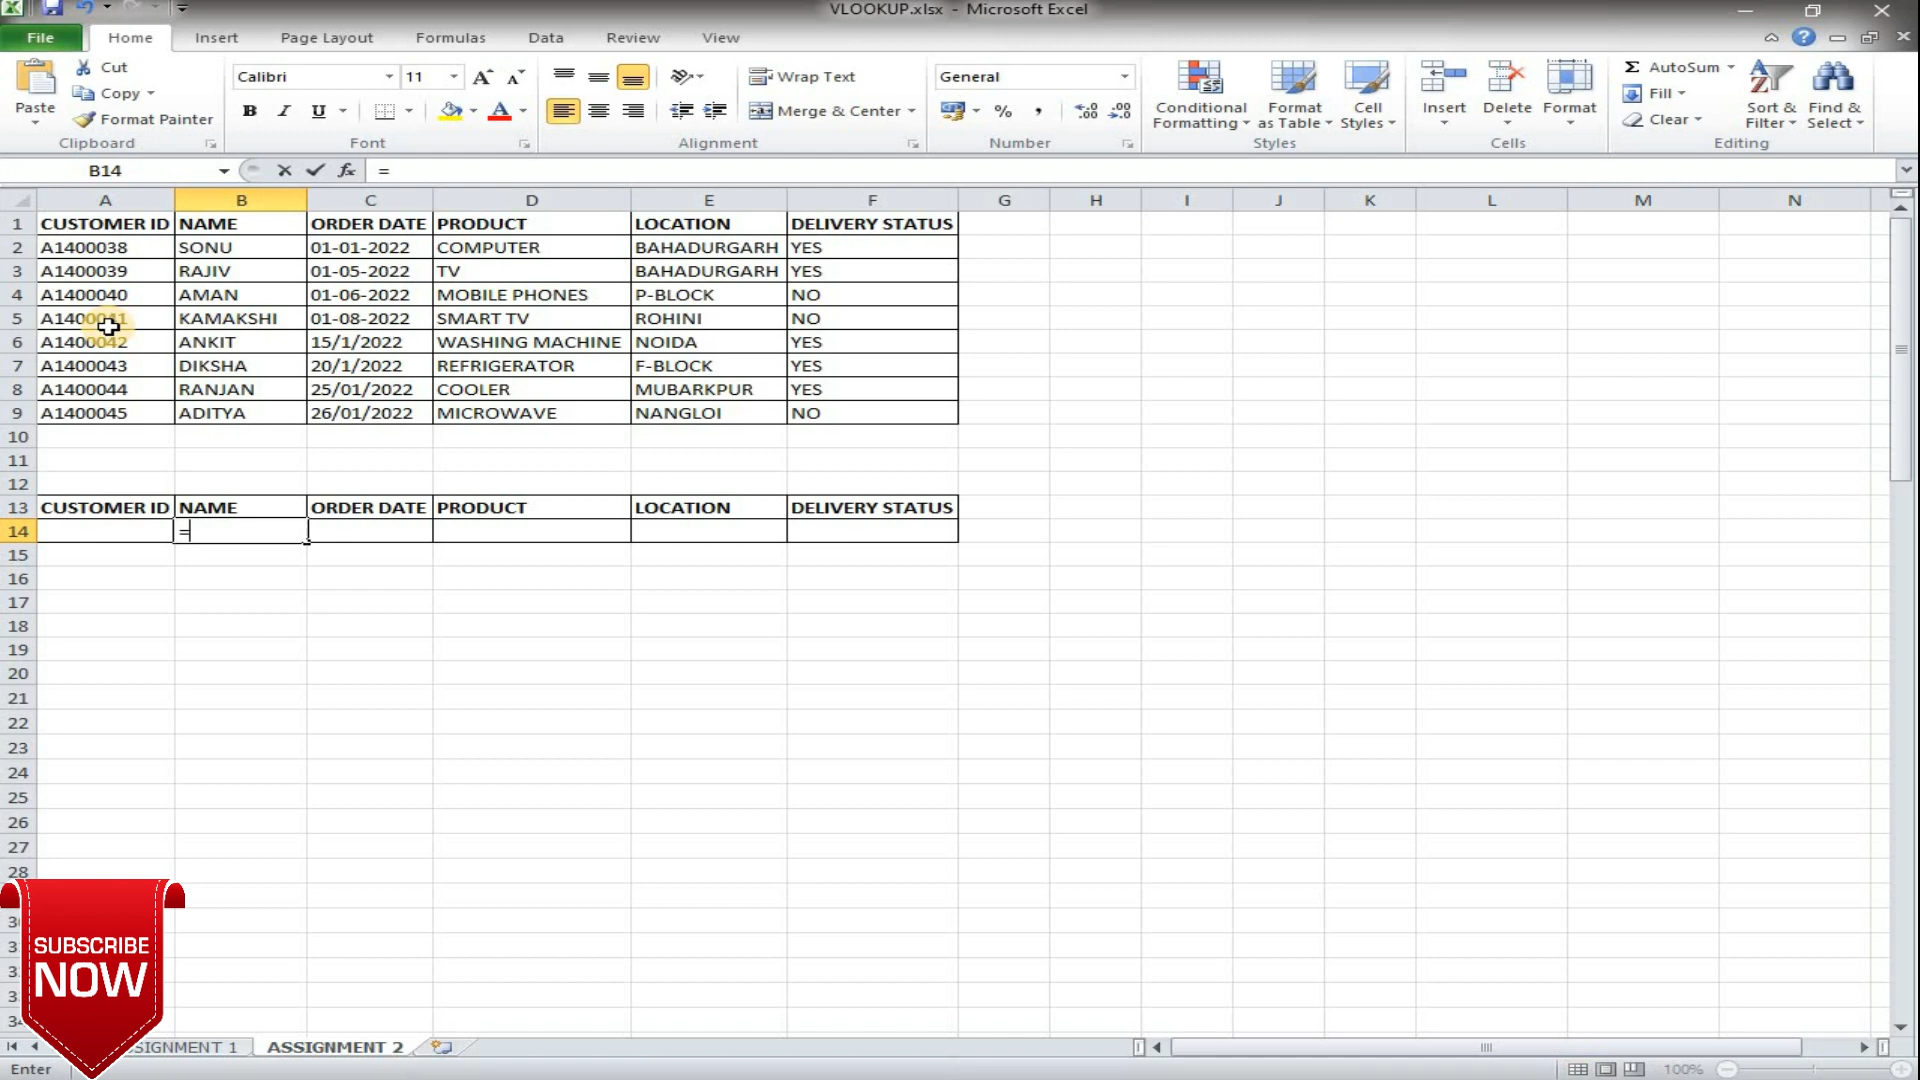 VLOOKUP.xlsx - Microsoft Excel
File Home Insert Page Layout Formulas Data Review View
Paste Cut Copy Format Painter Clipboard
Calibri 11 B I U A Font
Wrap Text Merge & Center Alignment
General % , Number
Conditional Formatting Format as Table Cell Styles Styles
Insert Delete Format Cells
Σ AutoSum Fill Clear Sort & Filter Find & Select Editing
B14 fx =
A B C D E F G H I J K L M N
1 CUSTOMER ID NAME ORDER DATE PRODUCT LOCATION DELIVERY STATUS
2 A1400038 SONU 01-01-2022 COMPUTER BAHADURGARH YES
3 A1400039 RAJIV 01-05-2022 TV BAHADURGARH YES
4 A1400040 AMAN 01-06-2022 MOBILE PHONES P-BLOCK NO
5 A1400041 KAMAKSHI 01-08-2022 SMART TV ROHINI NO
6 A1400042 ANKIT 15/1/2022 WASHING MACHINE NOIDA YES
7 A1400043 DIKSHA 20/1/2022 REFRIGERATOR F-BLOCK YES
8 A1400044 RANJAN 25/01/2022 COOLER MUBARKPUR YES
9 A1400045 ADITYA 26/01/2022 MICROWAVE NANGLOI NO
10
11
12
13 CUSTOMER ID NAME ORDER DATE PRODUCT LOCATION DELIVERY STATUS
14 =
15
16
17
18
19
20
21
22
23
24
25
26
27
28
SUBSCRIBE
NOW
SIGNMENT 1 ASSIGNMENT 2
Enter 100%